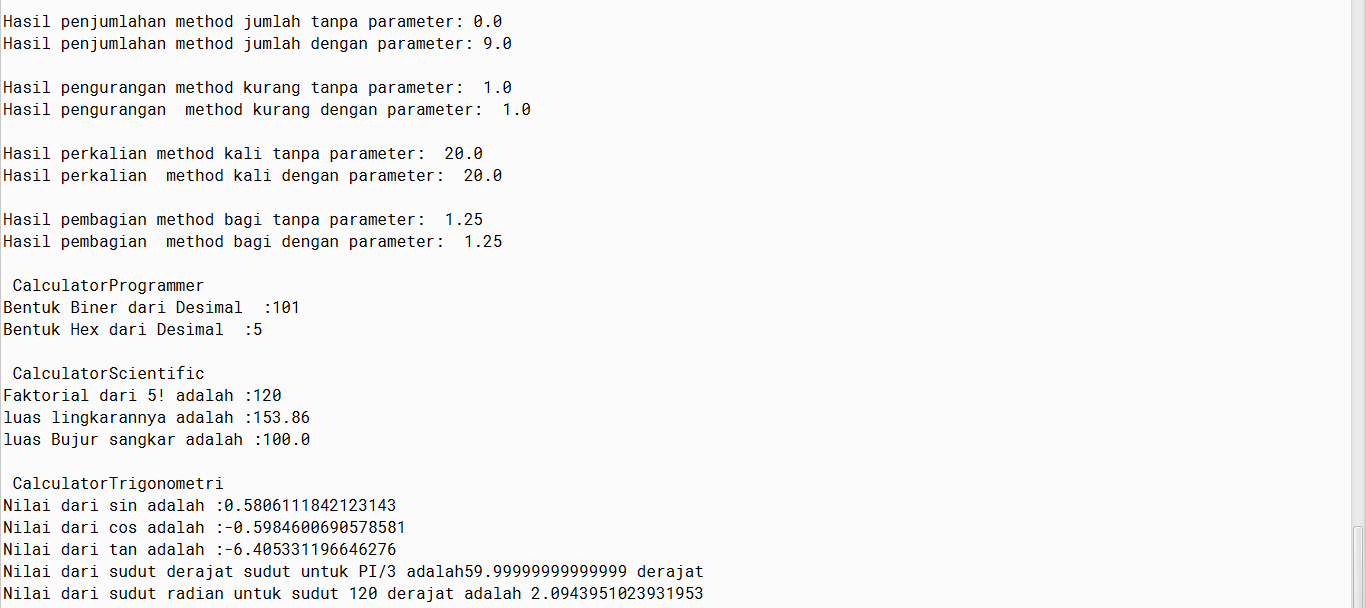 Hasil penjumlahan method jumlah tanpa parameter: 0.0
Hasil penjumlahan method jumlah dengan parameter: 9.0
Hasil pengurangan method kurang tanpa parameter:  1.0
Hasil pengurangan  method kurang dengan parameter:  1.0
Hasil perkalian method kali tanpa parameter:  20.0
Hasil perkalian  method kali dengan parameter:  20.0
Hasil pembagian method bagi tanpa parameter:  1.25
Hasil pembagian  method bagi dengan parameter:  1.25
CalculatorProgrammer
Bentuk Biner dari Desimal  :101
Bentuk Hex dari Desimal  :5
CalculatorScientific
Faktorial dari 5! adalah :120
luas lingkarannya adalah :153.86
luas Bujur sangkar adalah :100.0
CalculatorTrigonometri
Nilai dari sin adalah :0.5806111842123143
Nilai dari cos adalah :-0.5984600690578581
Nilai dari tan adalah :-6.405331196646276
Nilai dari sudut derajat sudut untuk PI/3 adalah59.99999999999999 derajat
Nilai dari sudut radian untuk sudut 120 derajat adalah 2.0943951023931953